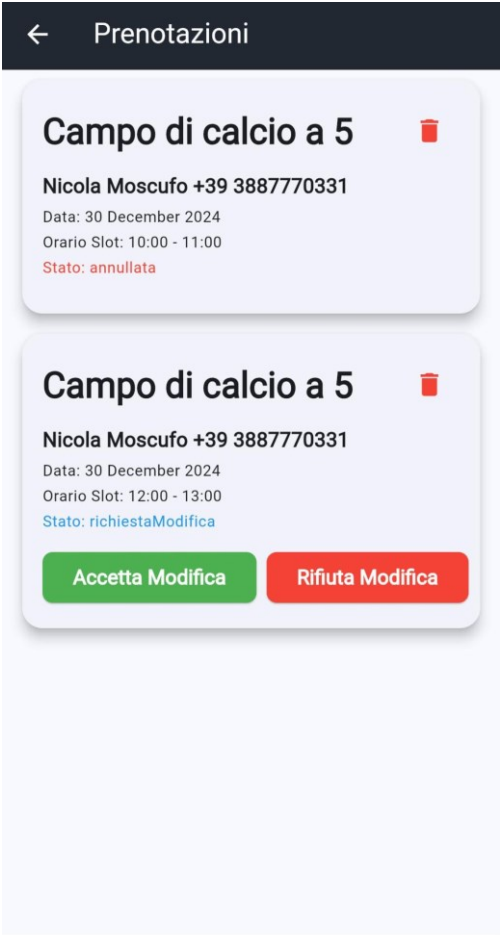 Prenotazioni
Campo di calcio a 5
Nicola Moscufo +39 3887770331
Data: 30 December 2024
Orario Slot: 10:00 - 11:00
Stato: annullata
Campo di calcio a 5
Nicola Moscufo +39 3887770331
Data: 30 December 2024
Orario Slot: 12:00 - 13:00
Stato: richiestaModifica
Accetta Modifica Rifiuta Modifica